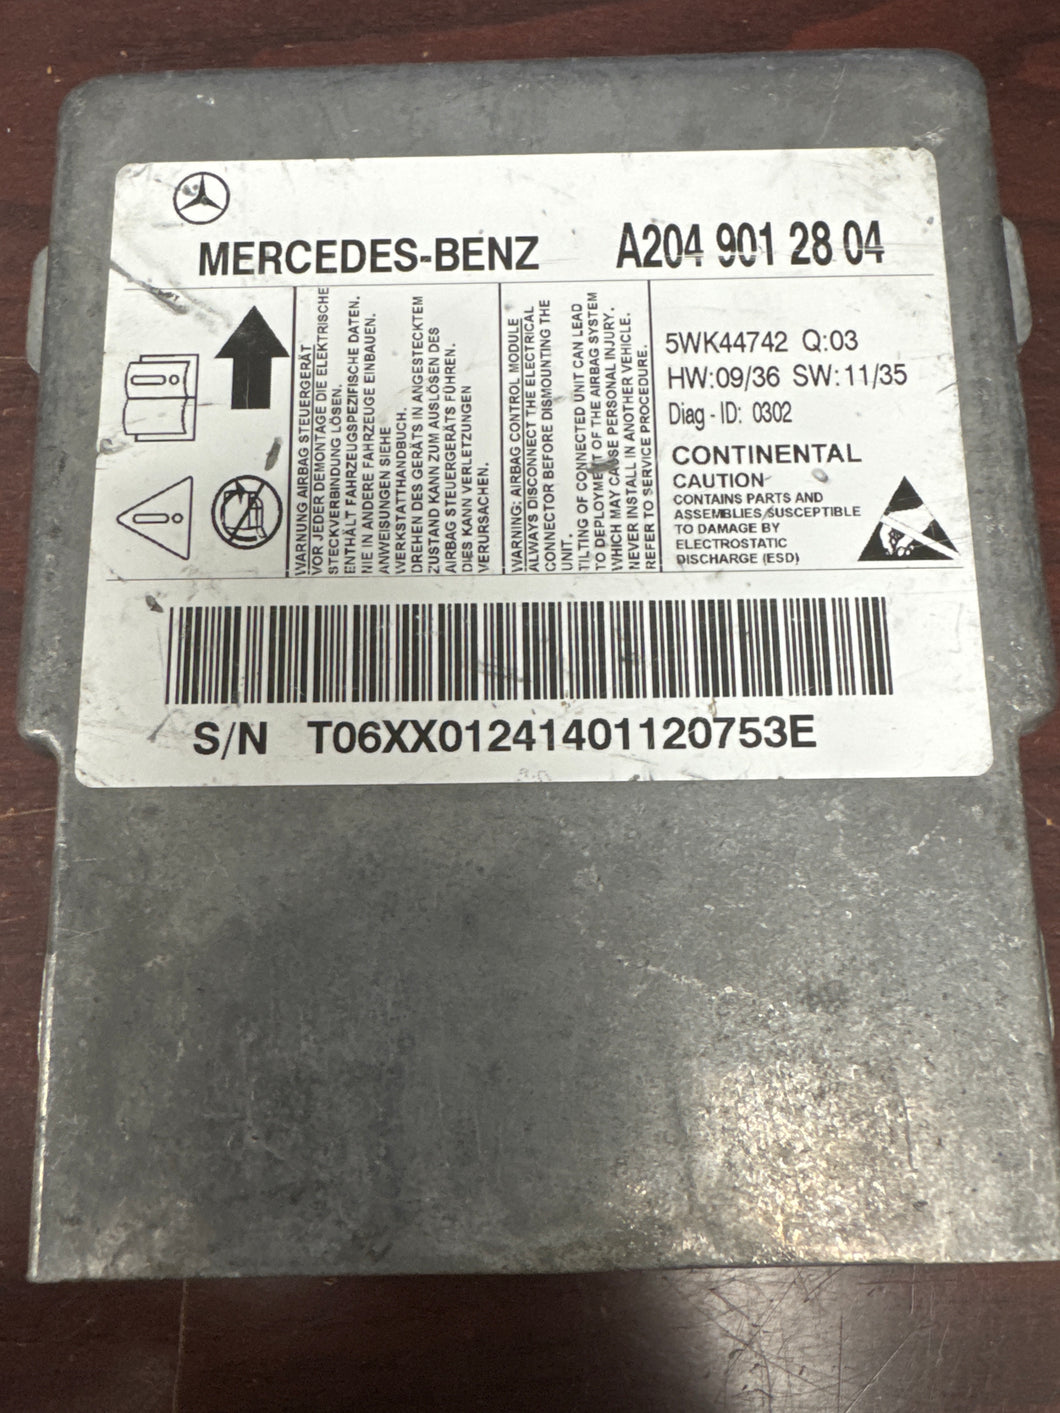 MERCEDES-BENZ A204 901 28 04
WARNUNG AIRBAG STEUERGERÄT
VOR JEDER DEMONTAGE DIE ELEKTRISCHE
STECKVERBINDUNG LÖSEN.
ENTHÄLT FAHRZEUGSPEZIFISCHE DATEN.
NIE IN ANDERE FAHRZEUGE EINBAUEN.
ANWEISUNGEN SIEHE
WERKSTATTHANDBUCH.
DREHEN DES GERÄTS IN ANGESTECKTEM
ZUSTAND KANN ZUM AUSLÖSEN DES
AIRBAG STEUERGERÄTS FÜHREN.
DIES KANN VERLETZUNGEN
VERURSACHEN.
WARNING: AIRBAG CONTROL MODULE
ALWAYS DISCONNECT THE ELECTRICAL
CONNECTOR BEFORE DISMOUNTING THE
UNIT.
TILTING OF CONNECTED UNIT CAN LEAD
TO DEPLOYMENT OF THE AIRBAG SYSTEM
WHICH MAY CAUSE PERSONAL INJURY.
NEVER INSTALL IN ANOTHER VEHICLE.
REFER TO SERVICE PROCEDURE.
5WK44742 Q:03
HW:09/36 SW:11/35
Diag - ID: 0302
CONTINENTAL
CAUTION
CONTAINS PARTS AND
ASSEMBLIES SUSCEPTIBLE
TO DAMAGE BY
ELECTROSTATIC
DISCHARGE (ESD)
S/N T06XX01241401120753E